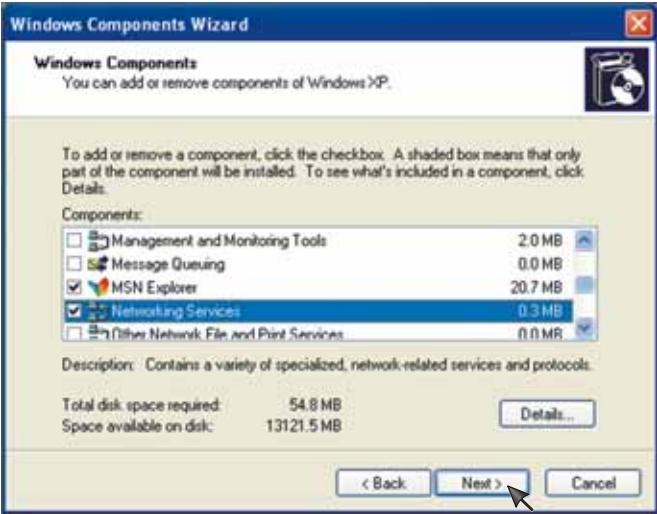 Windows Components Wizard
Windows Components
You can add or remove components of Windows XP.
To add or remove a component, click the checkbox. A shaded box means that only
part of the component will be installed. To see what's included in a component, click
Details.
Components:
Management and Monitoring Tools 2.0 MB
Message Queuing 0.0 MB
MSN Explorer 20.7 MB
Networking Services 0.3 MB
Other Network File and Print Services 0.0 MB
Description: Contains a variety of specialized, network-related services and protocols.
Total disk space required: 54.8 MB
Space available on disk: 13121.5 MB
Details...
< Back Next > Cancel